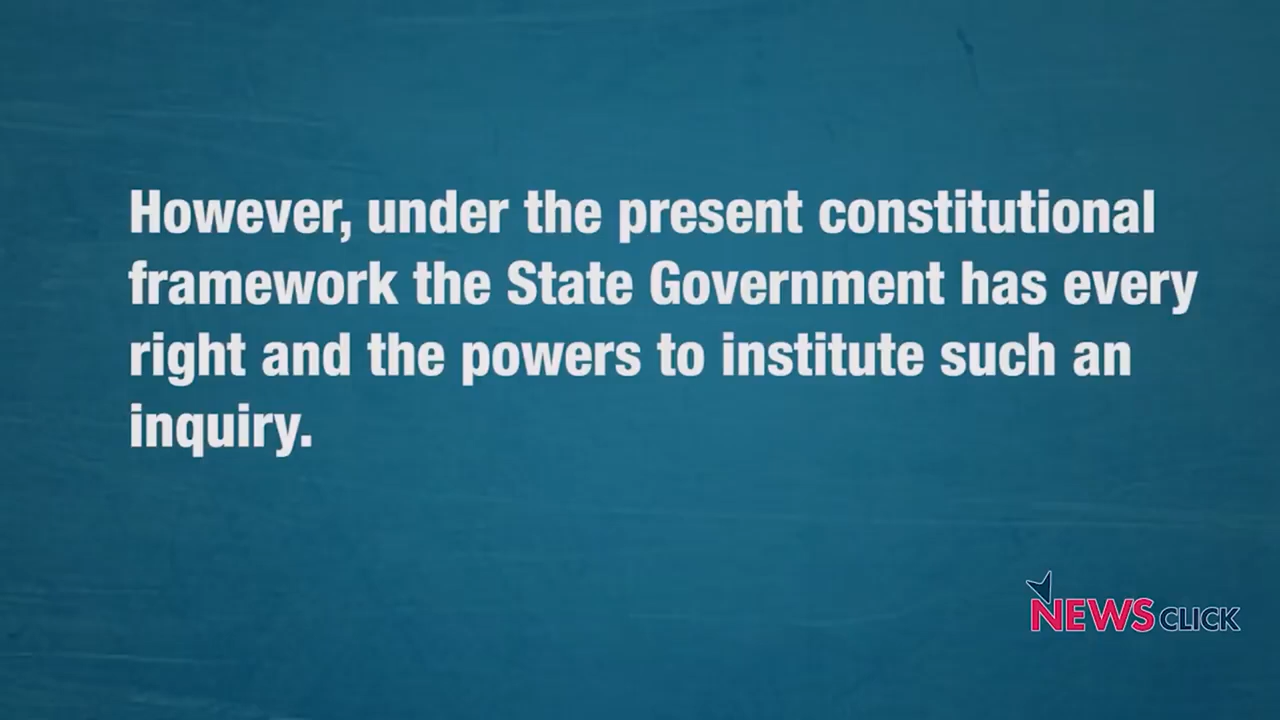 However, under the present constitutional
framework the State Government has every
right and the powers to institute such an
inquiry.
NEWSCLICK